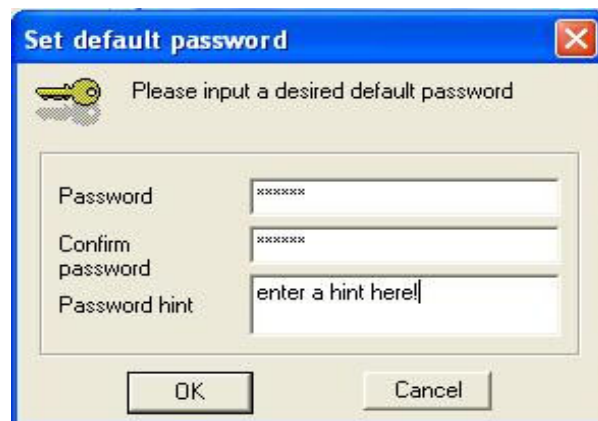 Set default password
Please input a desired default password
Password
******
Confirm
password
******
Password hint
enter a hint here!
OK
Cancel